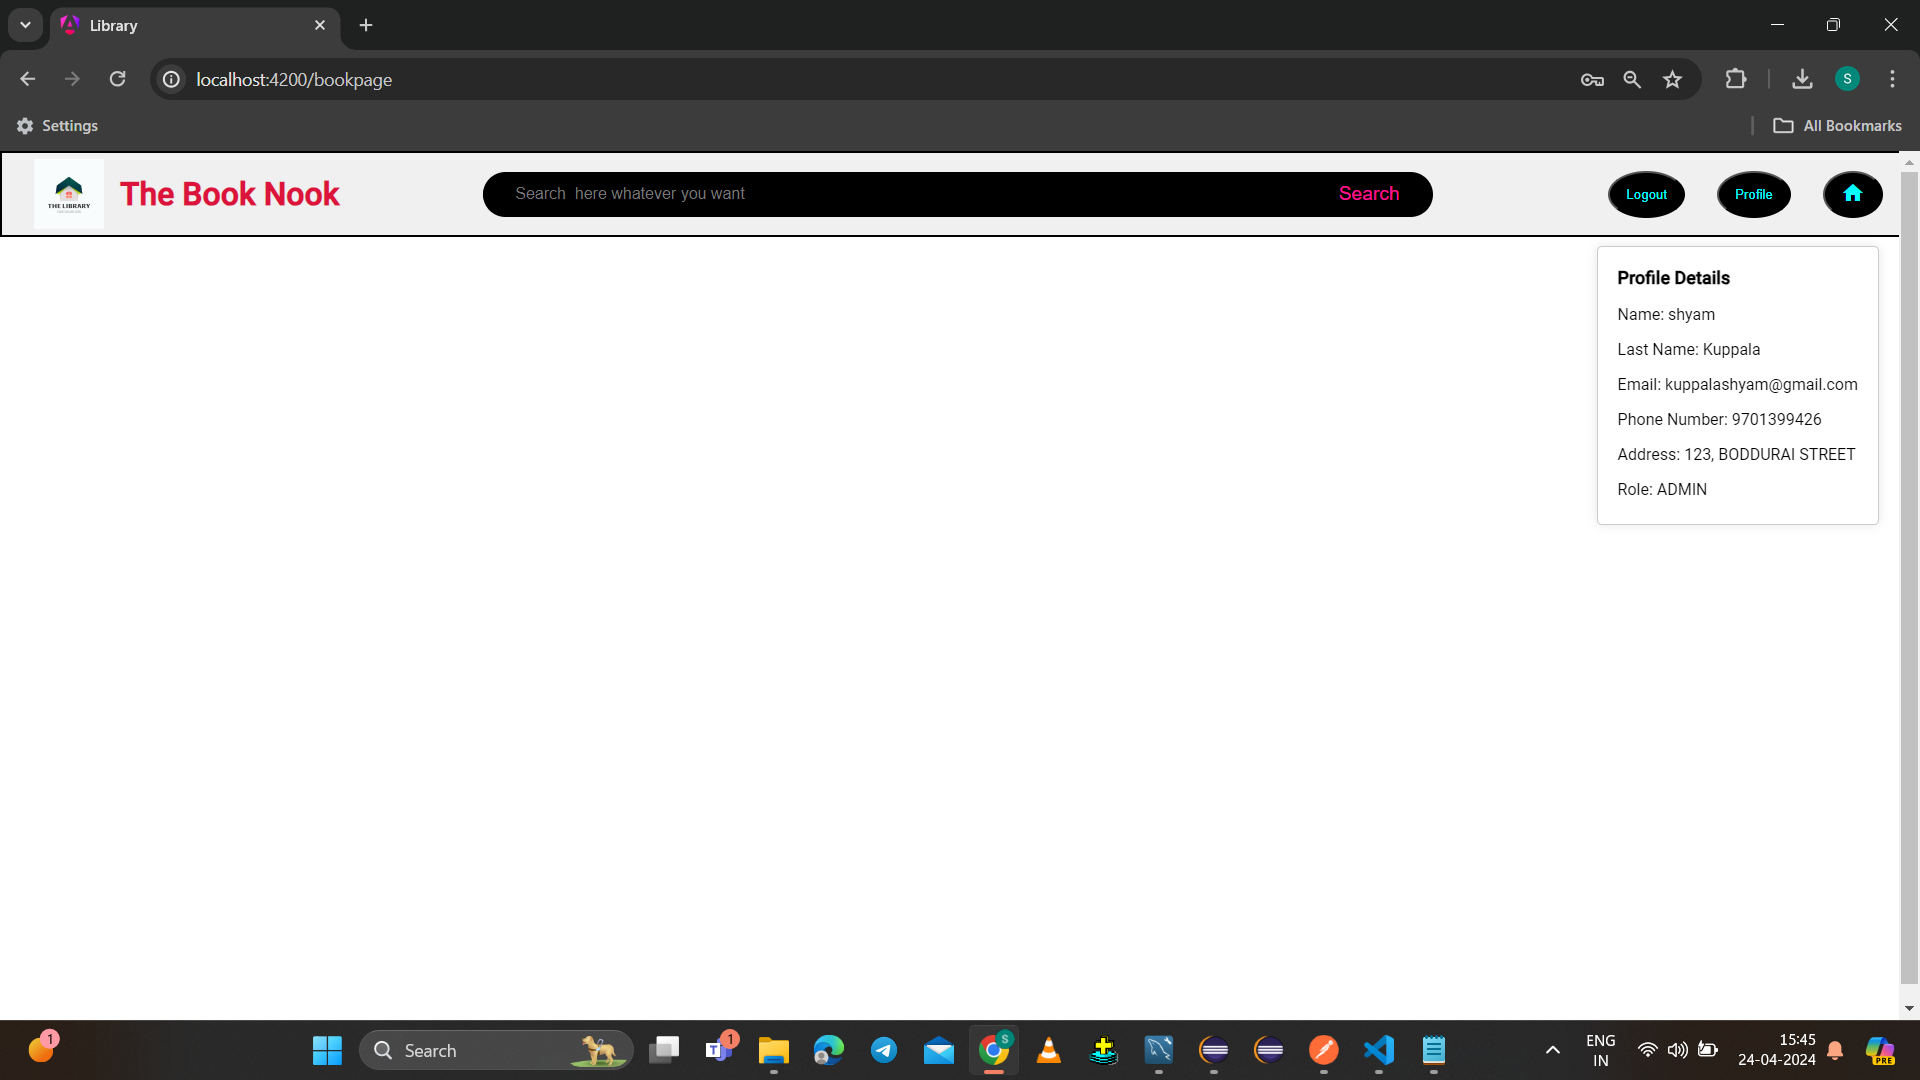 Library
localhost:4200/bookpage
S
Settings
All Bookmarks
THE LIBRARY
The Book Nook
Search  here whatever you want
Search
Logout
Profile
Profile Details
Name: shyam
Last Name: Kuppala
Email: kuppalashyam@gmail.com
Phone Number: 9701399426
Address: 123, BODDURAI STREET
Role: ADMIN
1
Search
1
T
S
ENG
IN
15:45
24-04-2024
PRE